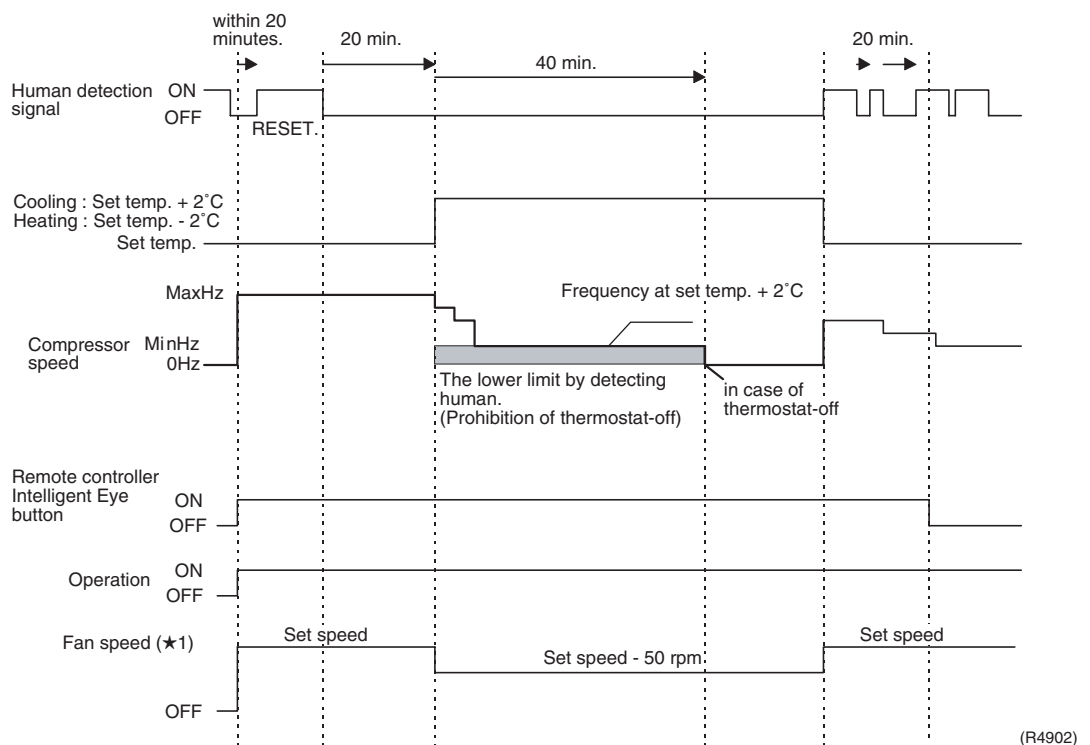 within 20
minutes.
20 min.
40 min.
20 min.
Human detection
signal
ON
OFF
RESET.
Cooling : Set temp. + 2˚C
Heating : Set temp. - 2˚C
Set temp.
MaxHz
Frequency at set temp. + 2˚C
Compressor
speed
MinHz
0Hz
The lower limit by detecting
human.
(Prohibition of thermostat-off)
in case of
thermostat-off
Remote controller
Intelligent Eye
button
ON
OFF
Operation
ON
OFF
Fan speed (★1)
Set speed
Set speed - 50 rpm
Set speed
OFF
(R4902)